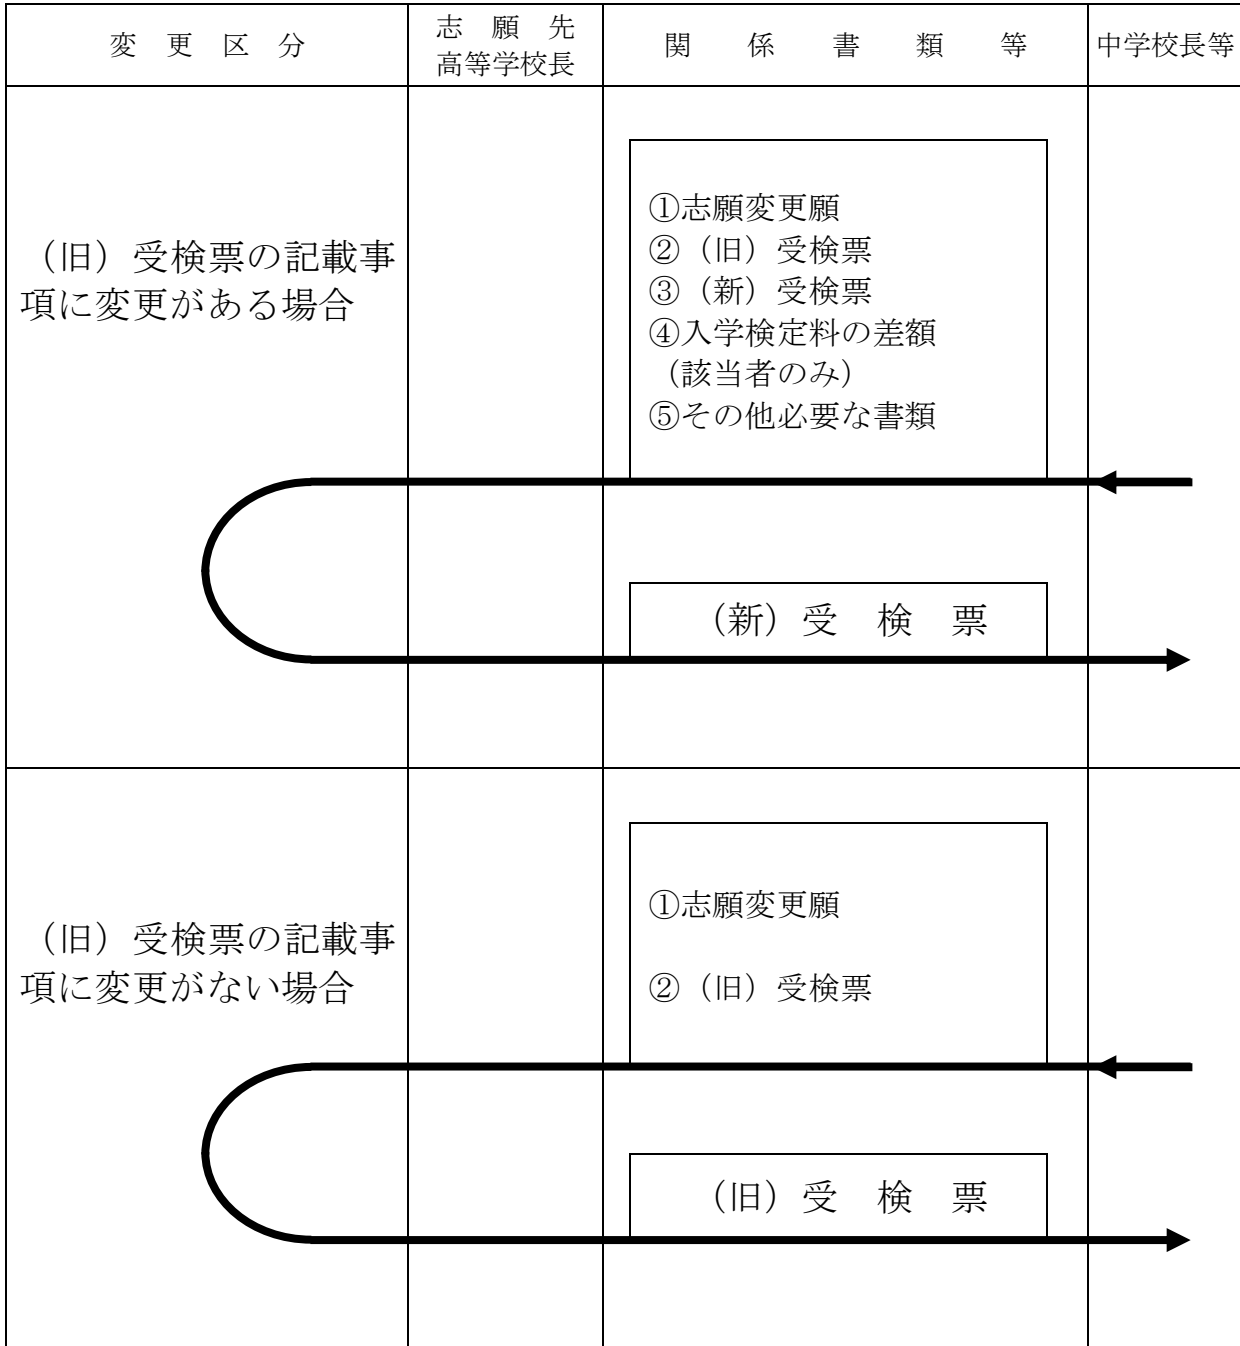 変更区分
志願先
高等学校長
関係書類等
中学校長等
（旧）受検票の記載事
項に変更がある場合
①志願変更願
②（旧）受検票
③（新）受検票
④入学検定料の差額
（該当者のみ）
⑤その他必要な書類
（新）受検票
（旧）受検票の記載事
項に変更がない場合
①志願変更願
②（旧）受検票
（旧）受検票